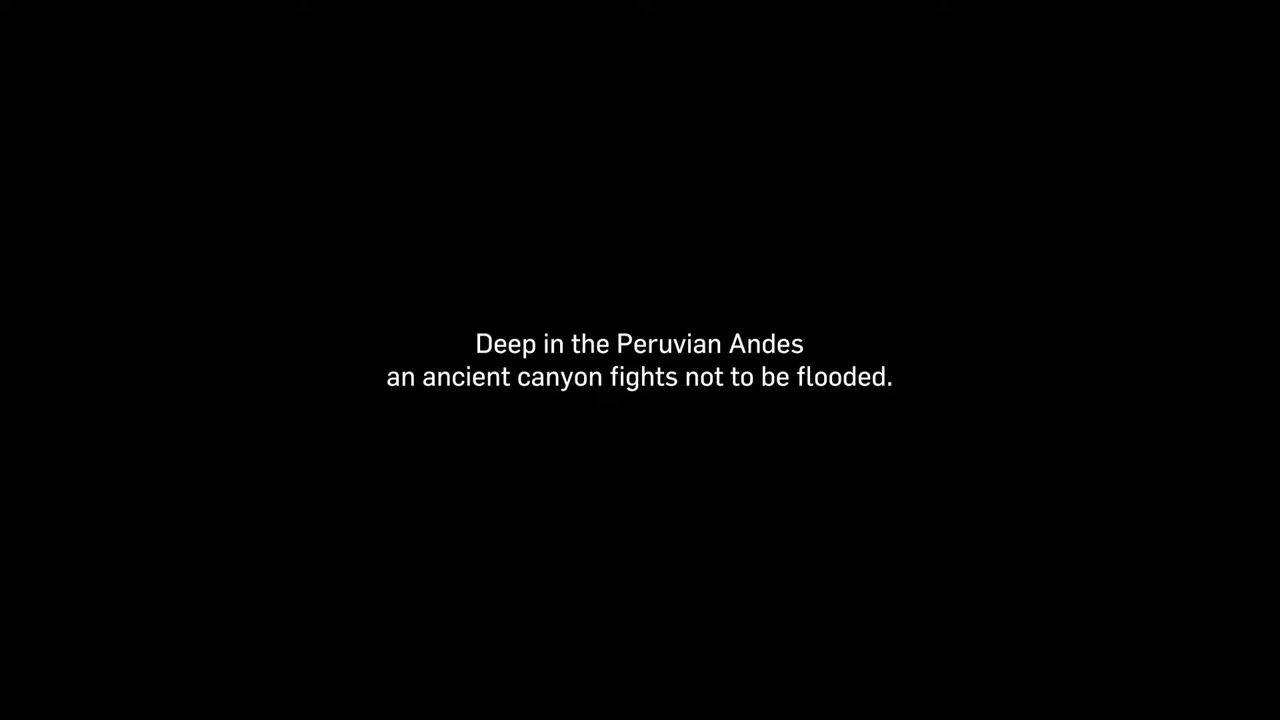 Deep in the Peruvian Andes
an ancient canyon fights not to be flooded.